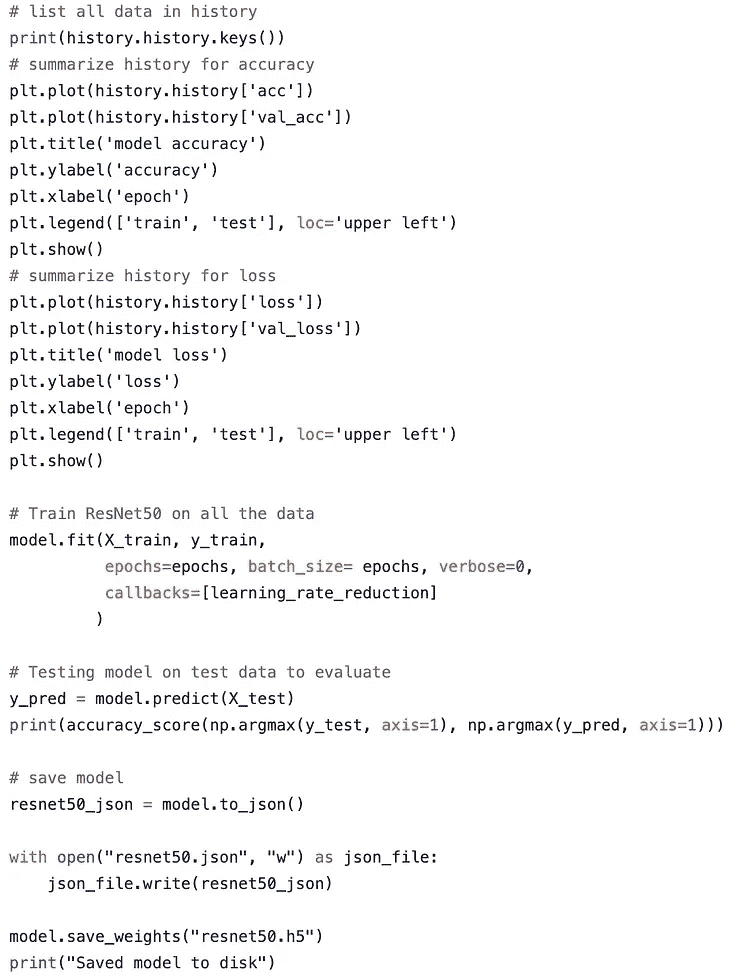 # list all data in history
print(history.history.keys())
# summarize history for accuracy
plt.plot(history.history['acc'])
plt.plot(history.history['val_acc'])
plt.title('model accuracy')
plt.ylabel('accuracy')
plt.xlabel('epoch')
plt.legend(['train', 'test'], loc='upper left')
plt.show()
# summarize history for loss
plt.plot(history.history['loss'])
plt.plot(history.history['val_loss'])
plt.title('model loss')
plt.ylabel('loss')
plt.xlabel('epoch')
plt.legend(['train', 'test'], loc='upper left')
plt.show()

# Train ResNet50 on all the data
model.fit(X_train, y_train,
          epochs=epochs, batch_size= epochs, verbose=0,
          callbacks=[learning_rate_reduction]
         )

# Testing model on test data to evaluate
y_pred = model.predict(X_test)
print(accuracy_score(np.argmax(y_test, axis=1), np.argmax(y_pred, axis=1)))

# save model
resnet50_json = model.to_json()

with open("resnet50.json", "w") as json_file:
    json_file.write(resnet50_json)

model.save_weights("resnet50.h5")
print("Saved model to disk")